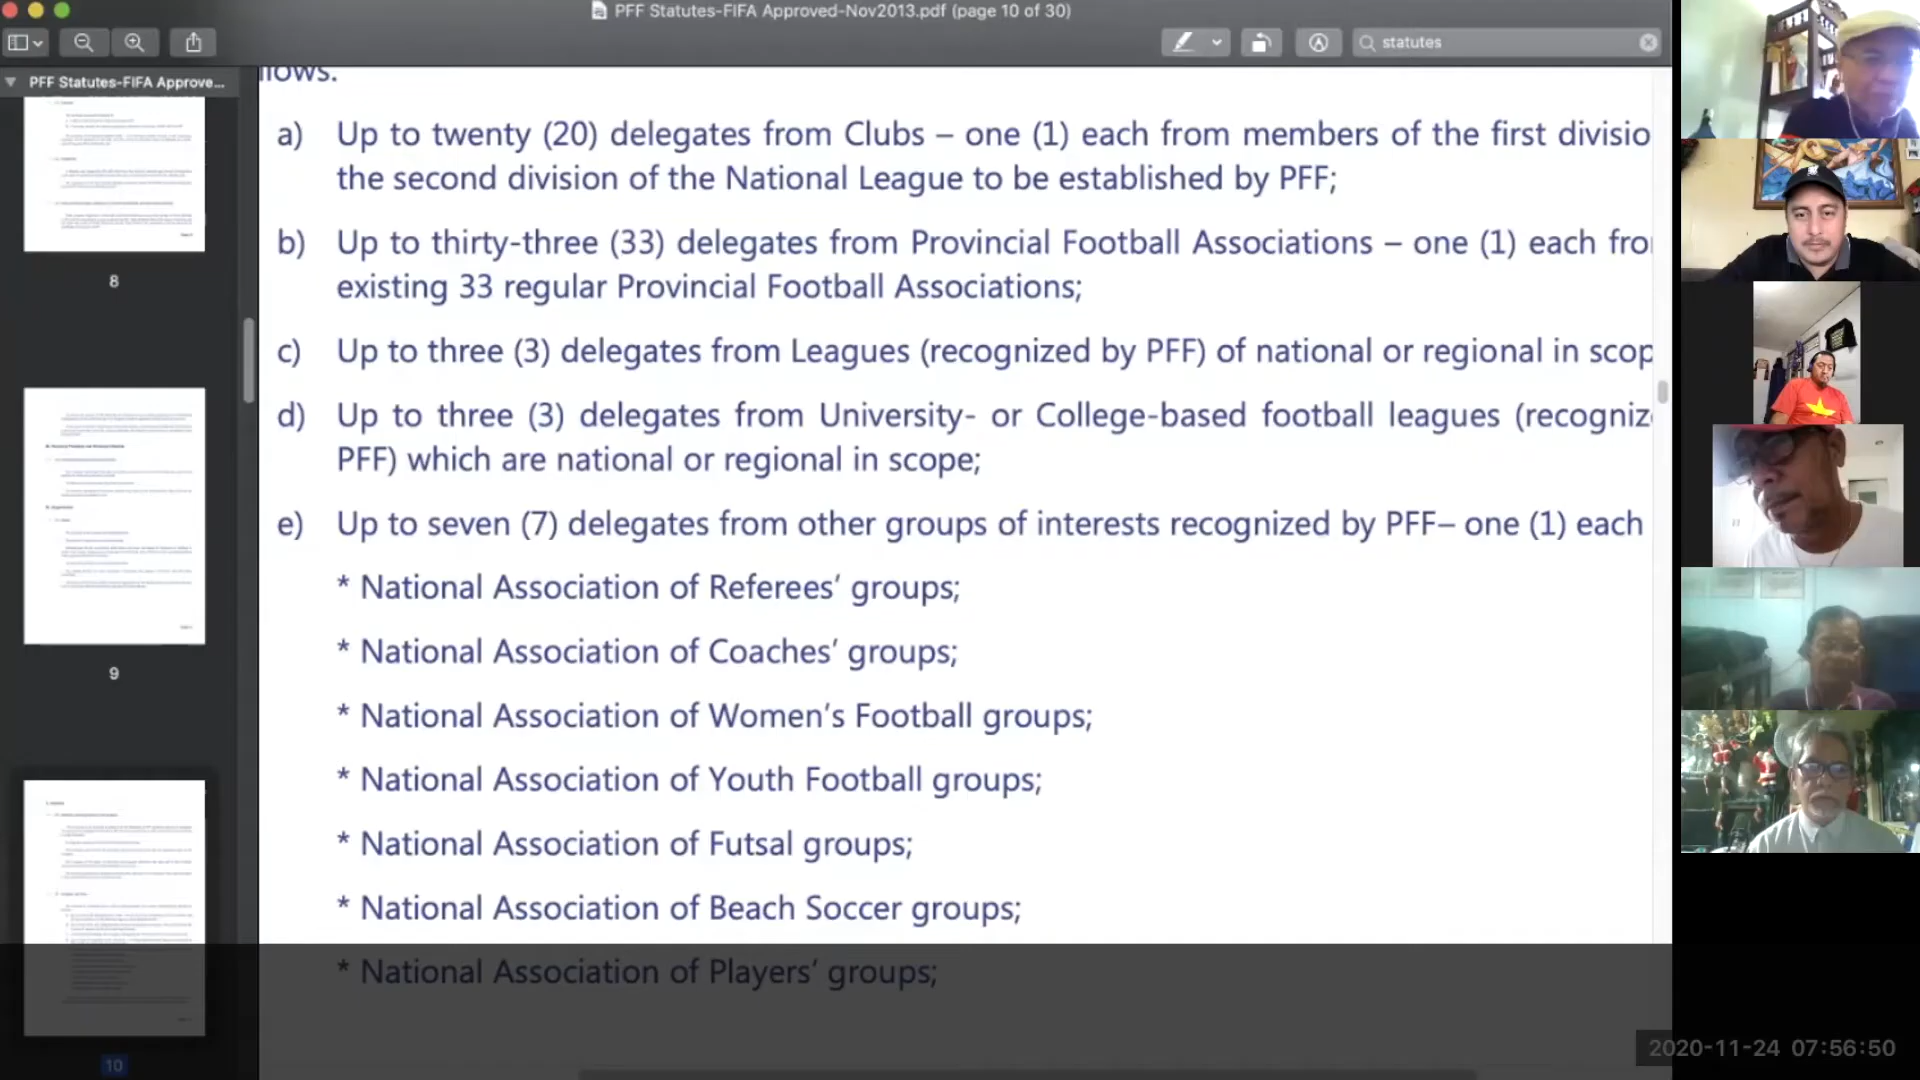 PFF Statutes-FIFA Approved-Nov2013.pdf (page 10 of 30)
statutes
PFF Statutes-FIFA Approve...
llows:
a) Up to twenty (20) delegates from Clubs – one (1) each from members of the first divisio
the second division of the National League to be established by PFF;
b) Up to thirty-three (33) delegates from Provincial Football Associations – one (1) each fro
existing 33 regular Provincial Football Associations;
c) Up to three (3) delegates from Leagues (recognized by PFF) of national or regional in scop
d) Up to three (3) delegates from University- or College-based football leagues (recogniz
PFF) which are national or regional in scope;
e) Up to seven (7) delegates from other groups of interests recognized by PFF– one (1) each
* National Association of Referees’ groups;
* National Association of Coaches’ groups;
* National Association of Women’s Football groups;
* National Association of Youth Football groups;
* National Association of Futsal groups;
* National Association of Beach Soccer groups;
* National Association of Players’ groups;
8
9
10
2020-11-24 07:56:50